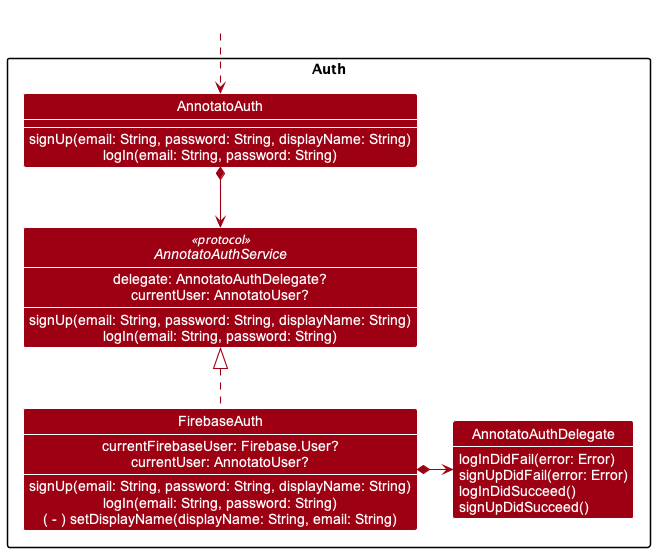 Auth
AnnotatoAuth
signUp(email: String, password: String, displayName: String)
logIn(email: String, password: String)
«protocol»
AnnotatoAuthService
delegate: AnnotatoAuthDelegate?
currentUser: AnnotatoUser?
signUp(email: String, password: String, displayName: String)
logIn(email: String, password: String)
FirebaseAuth
currentFirebaseUser: Firebase.User?
currentUser: AnnotatoUser?
signUp(email: String, password: String, displayName: String)
logIn(email: String, password: String)
( - ) setDisplayName(displayName: String, email: String)
AnnotatoAuthDelegate
logInDidFail(error: Error)
signUpDidFail(error: Error)
logInDidSucceed()
signUpDidSucceed()